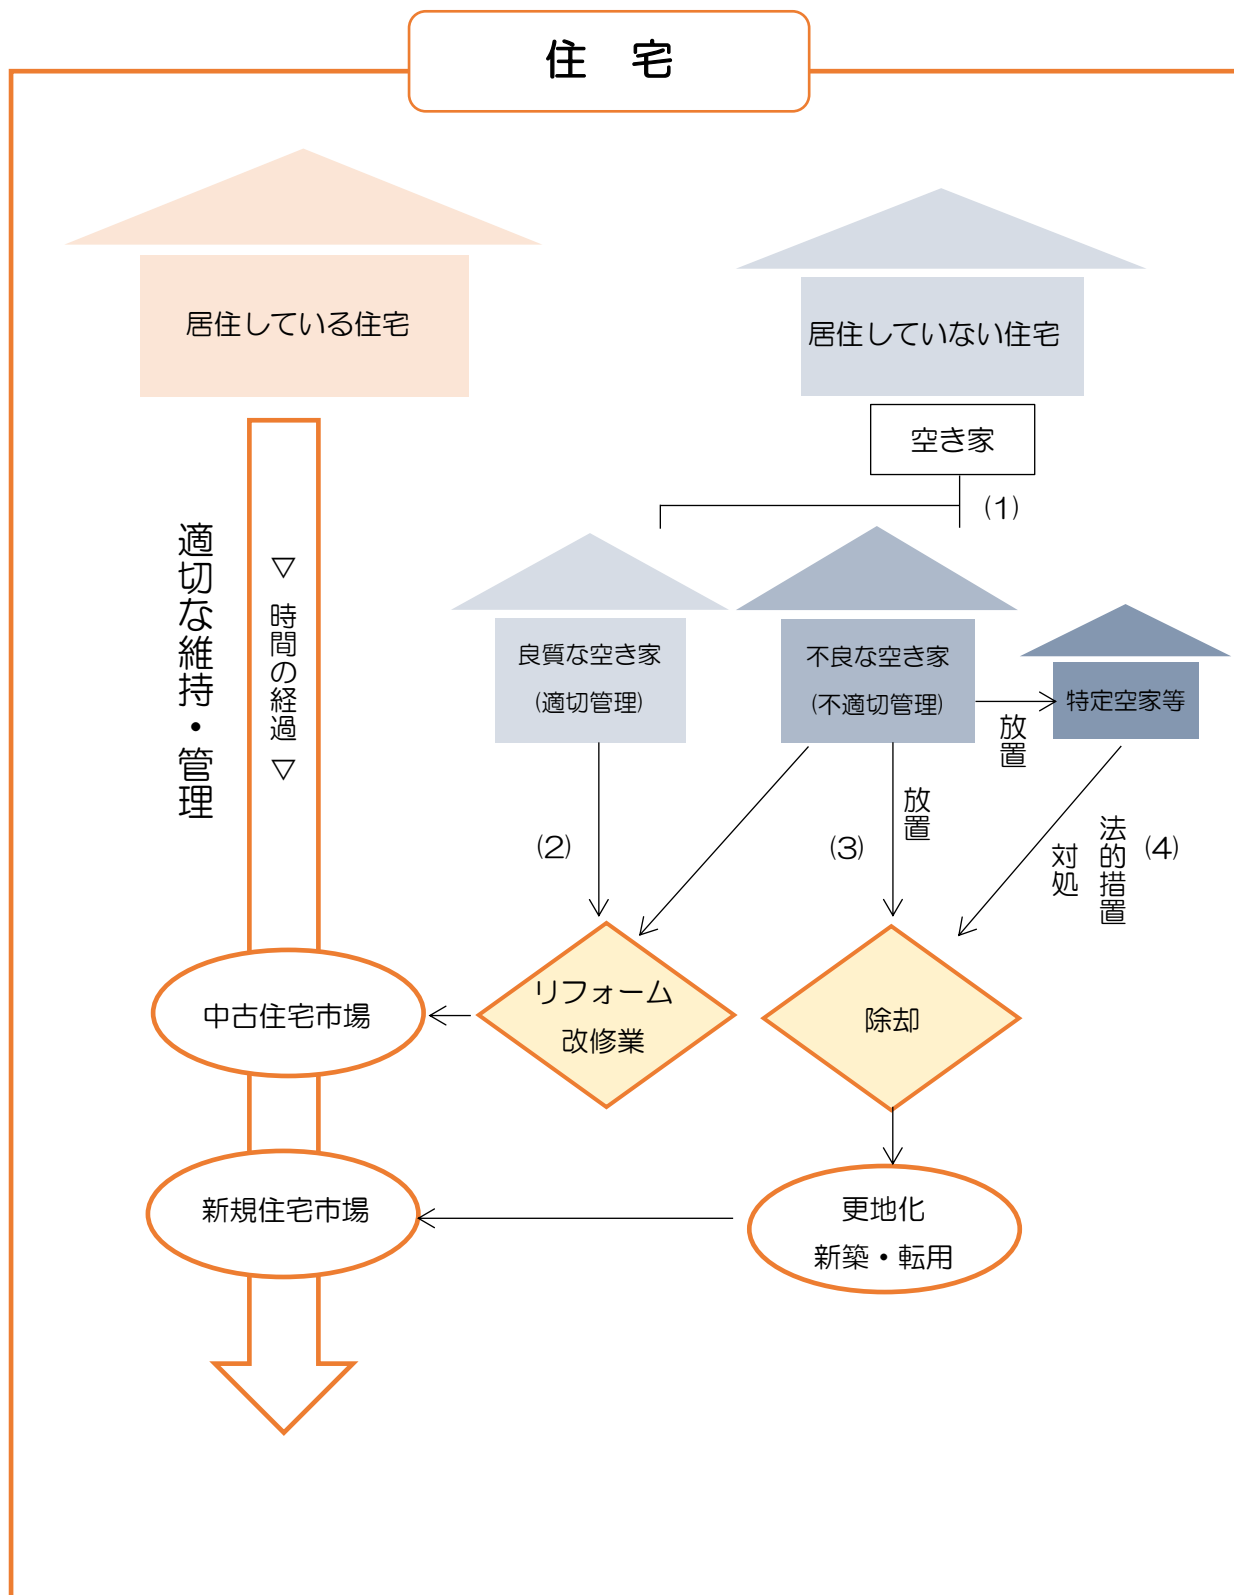 住　宅
居住している住宅
居住していない住宅
空き家
(1)
適切な維持・管理
▽ 時間の経過 ▽
良質な空き家
(適切管理)
不良な空き家
(不適切管理)
特定空家等
放置
放置
(2)
(3)
対処
法的措置
(4)
リフォーム
改修業
除却
中古住宅市場
新規住宅市場
更地化
新築・転用